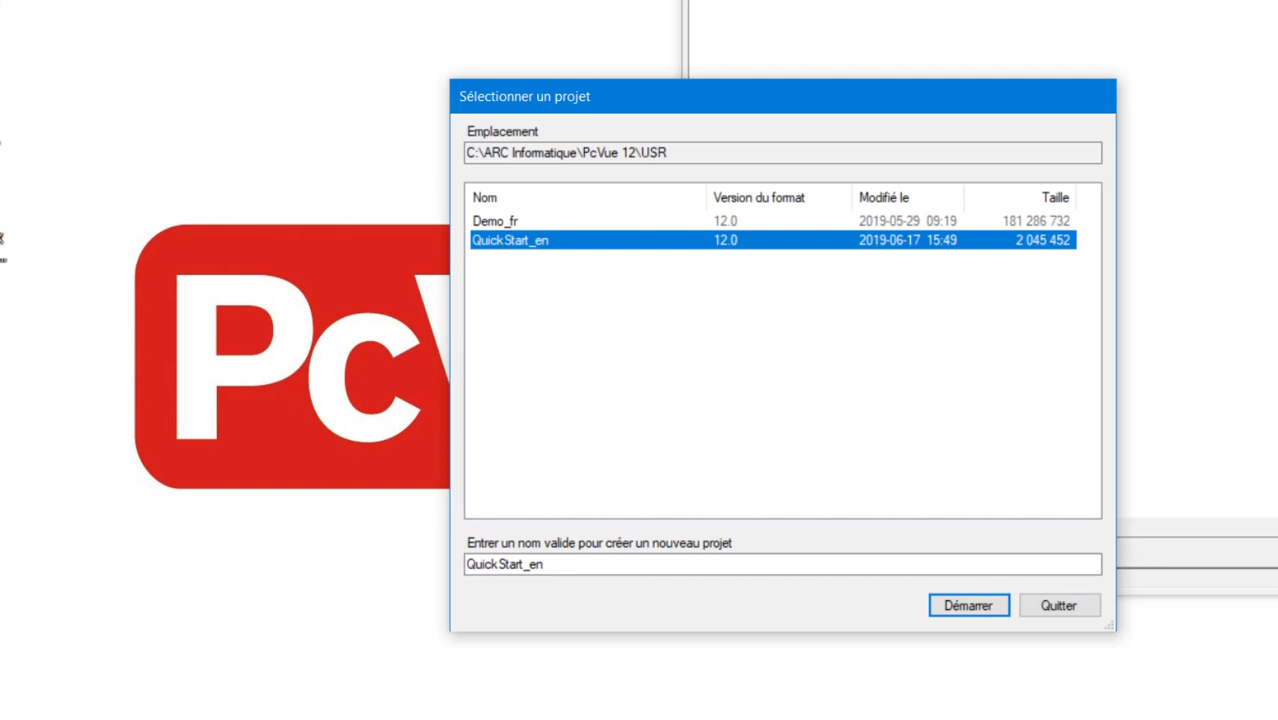 Sélectionner un projet
Emplacement
C:\ARC Informatique\PcVue 12\USR
Nom Version du format Modifié le Taille
Demo_fr 12.0 2019-05-29 09:19 181 286 732
QuickStart_en 12.0 2019-06-17 15:49 2 045 452
Pc
Entrer un nom valide pour créer un nouveau projet
QuickStart_en
Démarrer Quitter